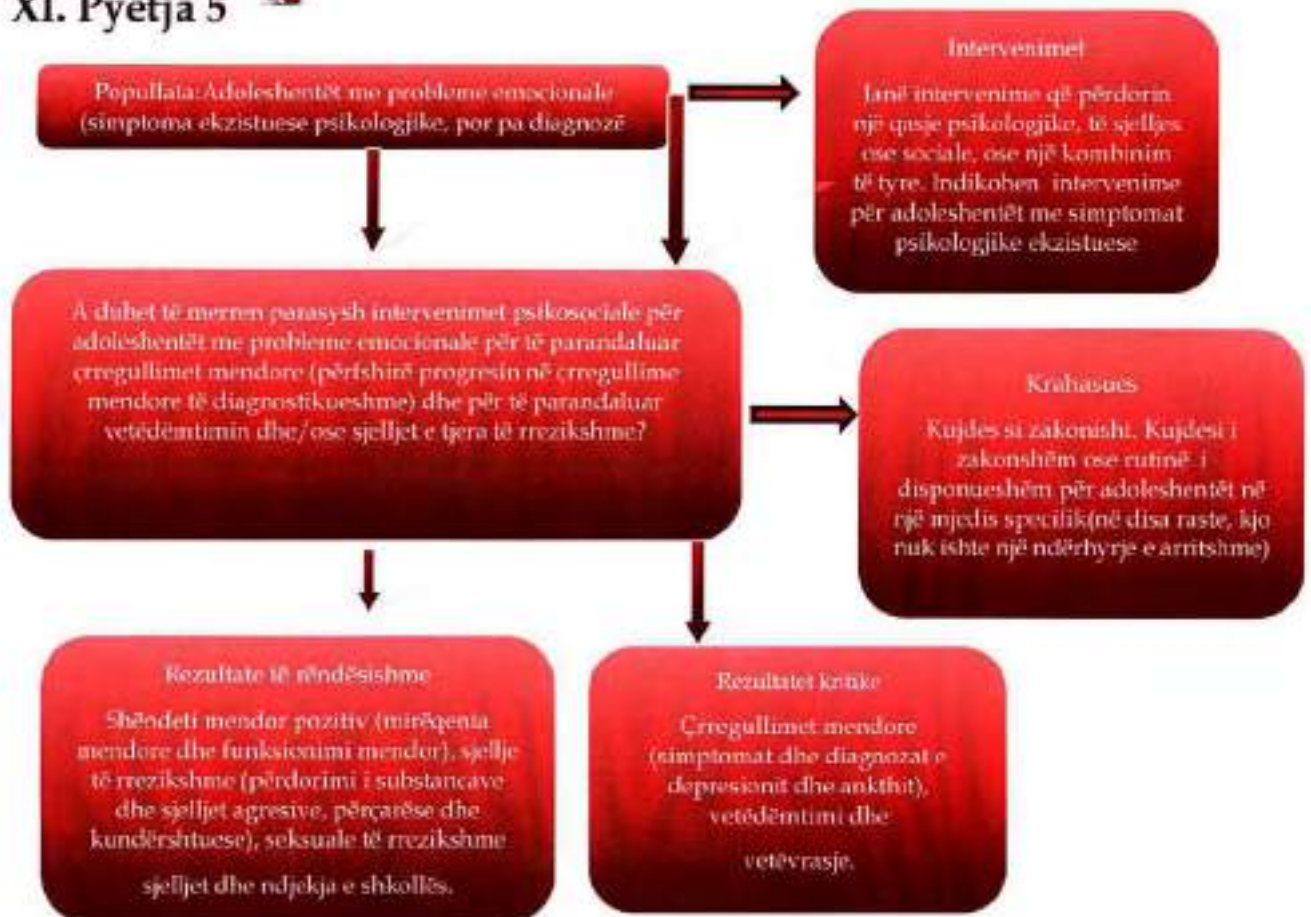 XI. Pyetja 5
Popullata:Adoleshentët me probleme emocionale
(simptoma ekzistuese psikologjike, por pa diagnozë
Intervenimet
Janë intervenime që përdorin
një qasje psikologjike, të sjelljes
ose sociale, ose një kombinim
të tyre. Indikohen intervenime
për adoleshentët me simptomat
psikologjike ekzistuese
A duhet të merren parasysh intervenimet psikosociale për
adoleshentët me probleme emocionale për të parandaluar
çrregullimet mendore (përfshirë progresin në çrregullime
mendore të diagnostikueshme) dhe për të parandaluar
vetëdëmtimin dhe/ose sjelljet e tjera të rrezikshme?
Krahasues
Kujdes si zakonisht. Kujdesi i
zakonshëm ose rutinë i
disponueshëm për adoleshentët në
një mjedis specifik(në disa raste, kjo
nuk ishte një ndërhyrje e arritshme)
Rezultate të rëndësishme
Shëndeti mendor pozitiv (mirëqenia
mendore dhe funksionimi mendor), sjellje
të rrezikshme (përdorimi i substancave
dhe sjelljet agresive, përçarëse dhe
kundërshtuese), seksuale të rrezikshme
sjelljet dhe ndjekja e shkollës.
Rezultatet kritike
Çrregullimet mendore
(simptomat dhe diagnozat e
depresionit dhe ankthit),
vetëdëmtimi dhe
vetëvrasje.